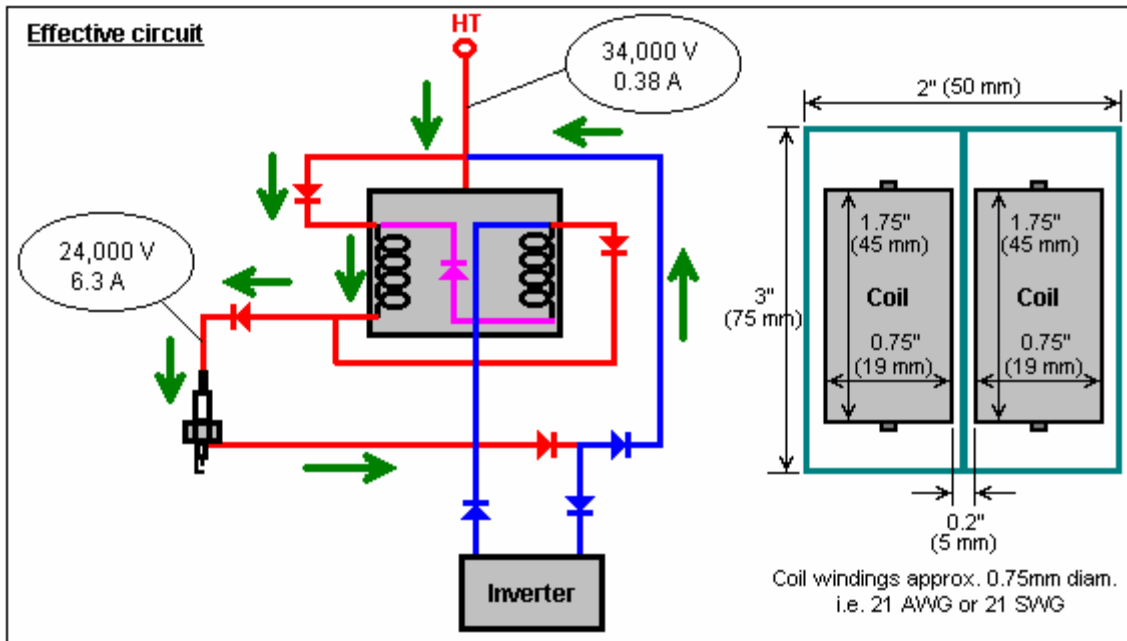 Effective circuit
HT
34,000 V
0.38 A
24,000 V
6.3 A
Inverter
2" (50 mm)
3"
(75 mm)
1.75"
(45 mm)
Coil
0.75"
(19 mm)
1.75"
(45 mm)
Coil
0.75"
(19 mm)
0.2"
(5 mm)
Coil windings approx. 0.75mm diam.
i.e. 21 AWG or 21 SWG